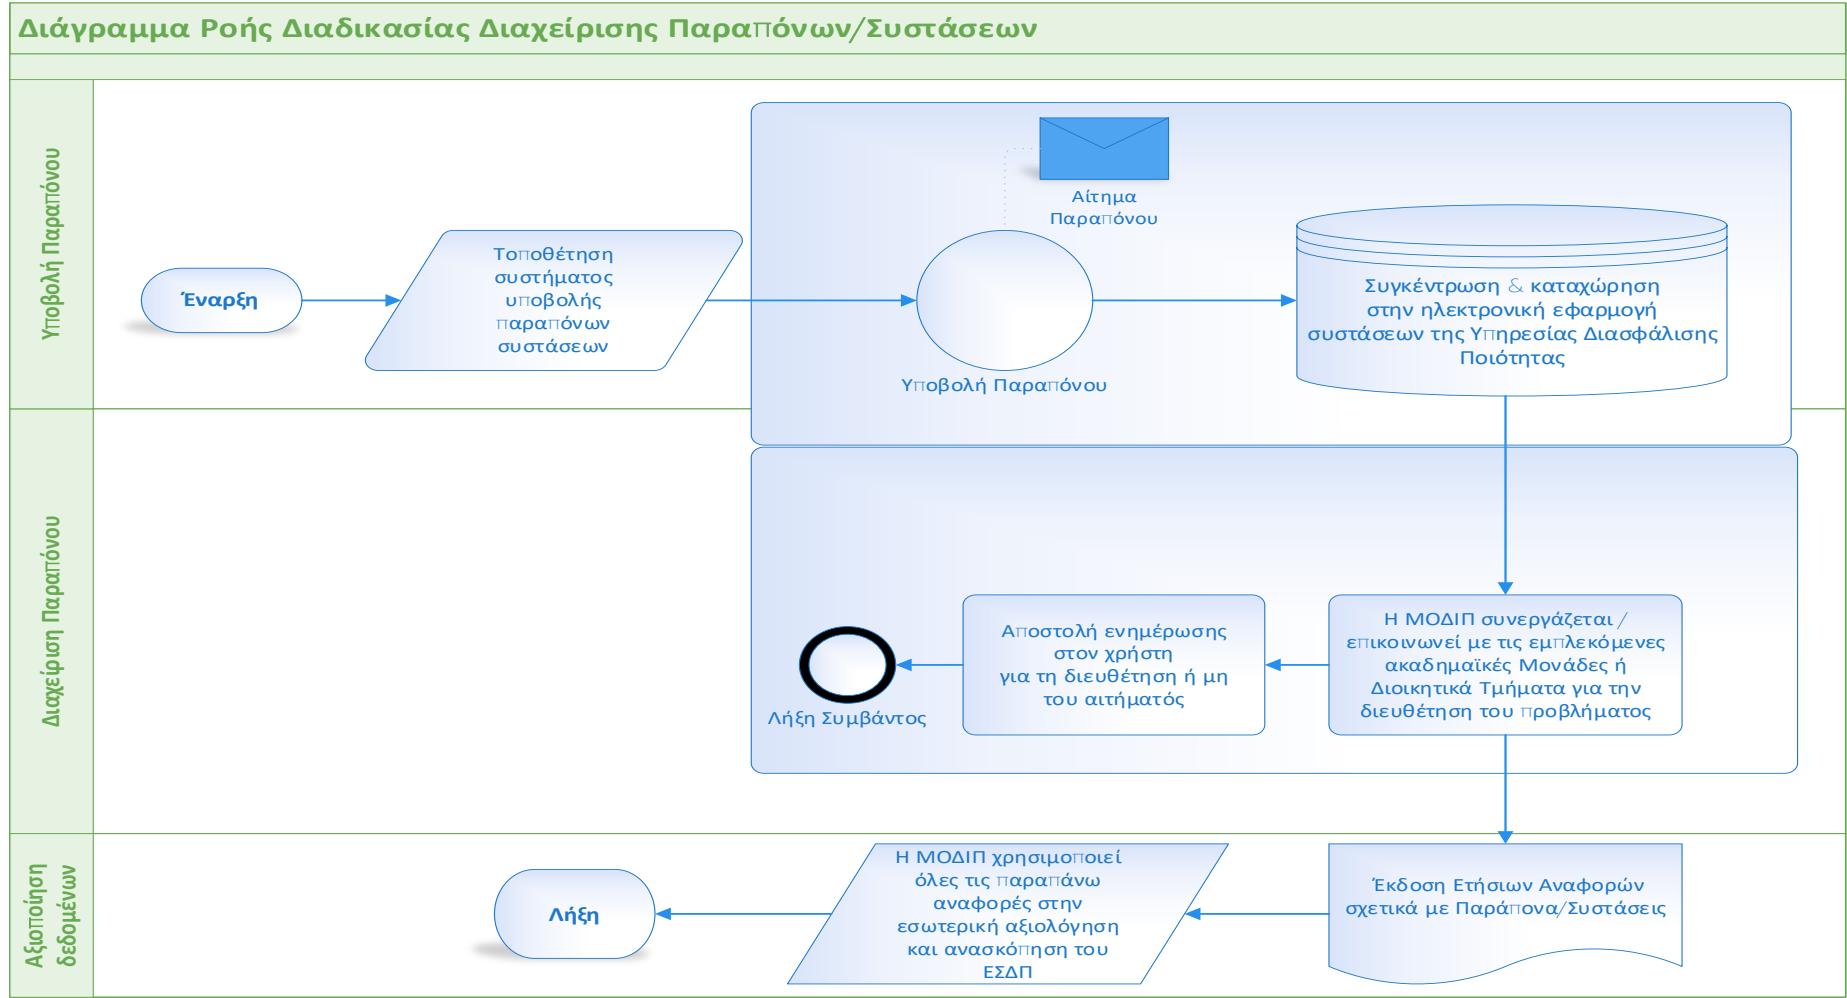 Διάγραμμα Ροής Διαδικασίας Διαχείρισης Παραπόνων/Συστάσεων
Υποβολή Παραπόνου
Έναρξη
Τοποθέτηση
συστήματος
υποβολής
παραπόνων
συστάσεων
Αίτημα
Παραπόνου
Υποβολή Παραπόνου
Συγκέντρωση & καταχώρηση
στην ηλεκτρονική εφαρμογή
συστάσεων της Υπηρεσίας Διασφάλισης
Ποιότητας
Διαχείριση Παραπόνου
Η ΜΟΔΙΠ συνεργάζεται /
επικοινωνεί με τις εμπλεκόμενες
ακαδημαϊκές Μονάδες ή
Διοικητικά Τμήματα για την
διευθέτηση του προβλήματος
Αποστολή ενημέρωσης
στον χρήστη
για τη διευθέτηση ή μη
του αιτήματός
Λήξη Συμβάντος
Αξιοποίηση
δεδομένων
Έκδοση Ετήσιων Αναφορών
σχετικά με Παράπονα/Συστάσεις
Η ΜΟΔΙΠ χρησιμοποιεί
όλες τις παραπάνω
αναφορές στην
εσωτερική αξιολόγηση
και ανασκόπηση του
ΕΣΔΠ
Λήξη